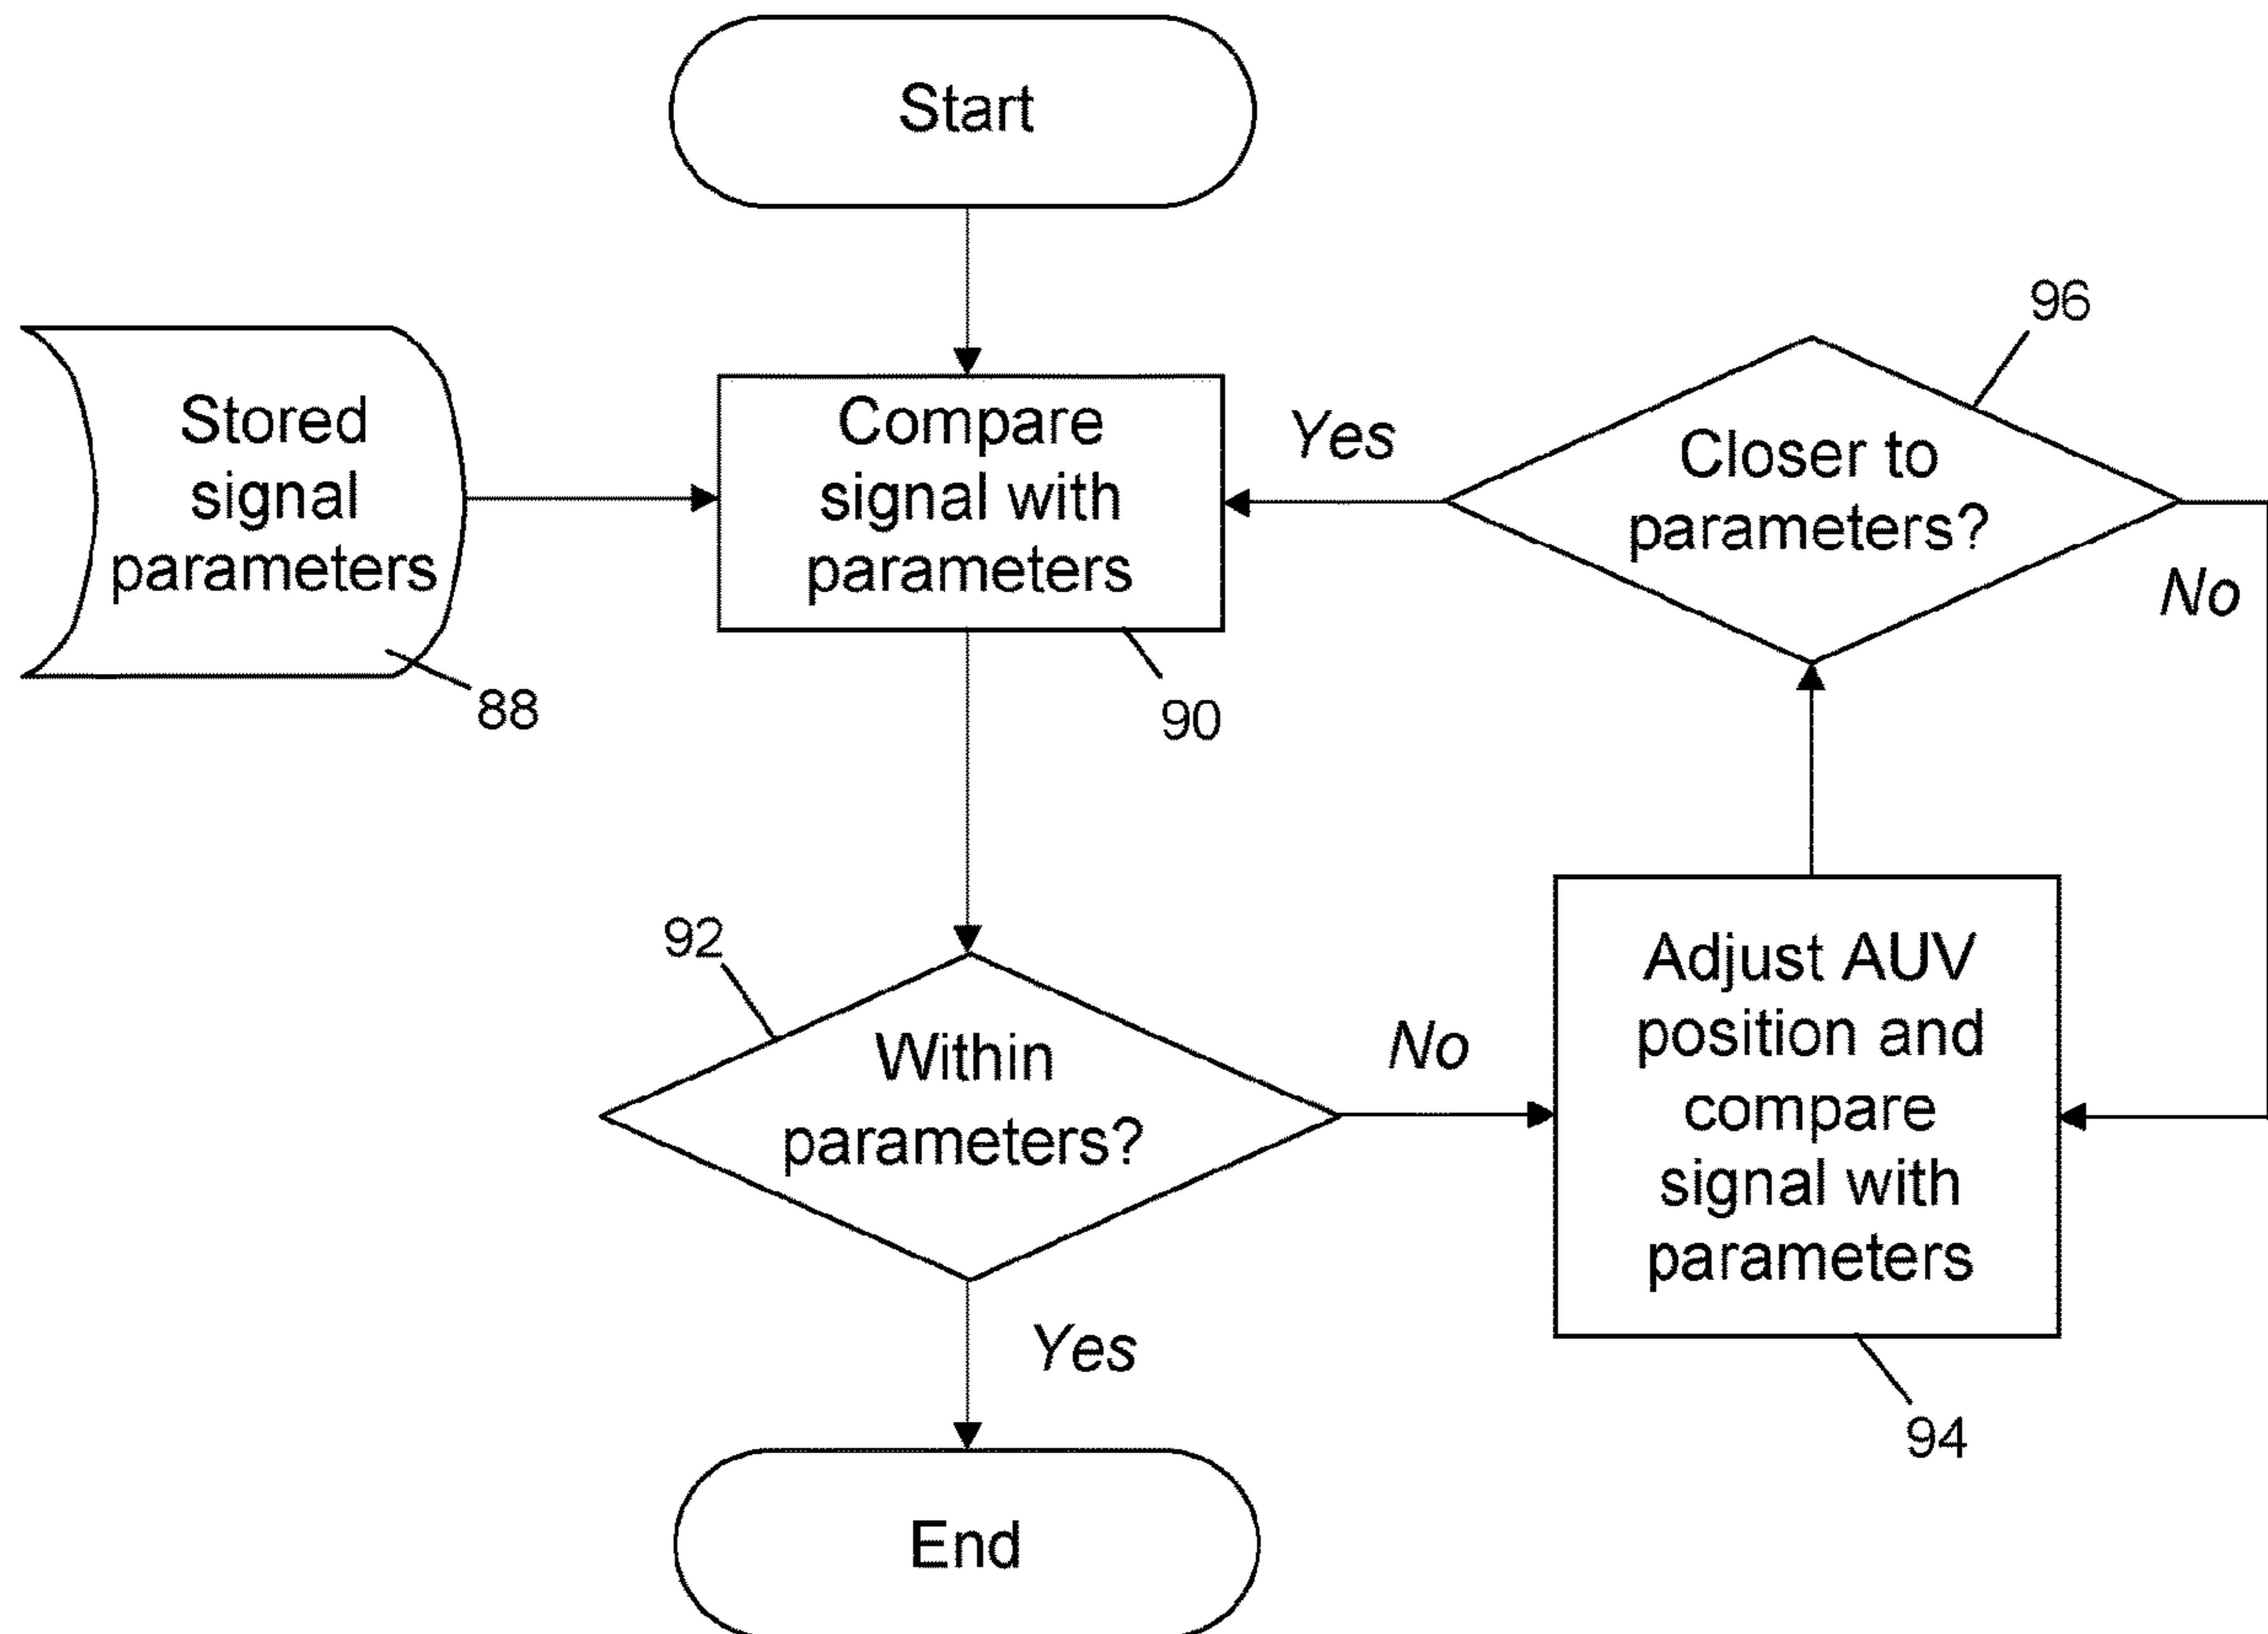 Start
Stored
signal
parameters
88
Compare
signal with
parameters
90
Yes
Closer to
parameters?
96
No
92
Within
parameters?
No
Adjust AUV
position and
compare
signal with
parameters
94
Yes
End